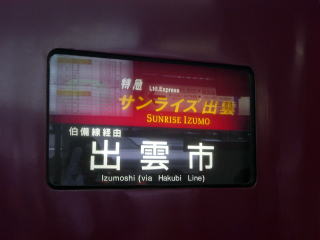 特急 Ltd.Express
サンライズ出雲
SUNRISE IZUMO
伯備線経由
出雲市
Izumoshi (via Hakubi Line)